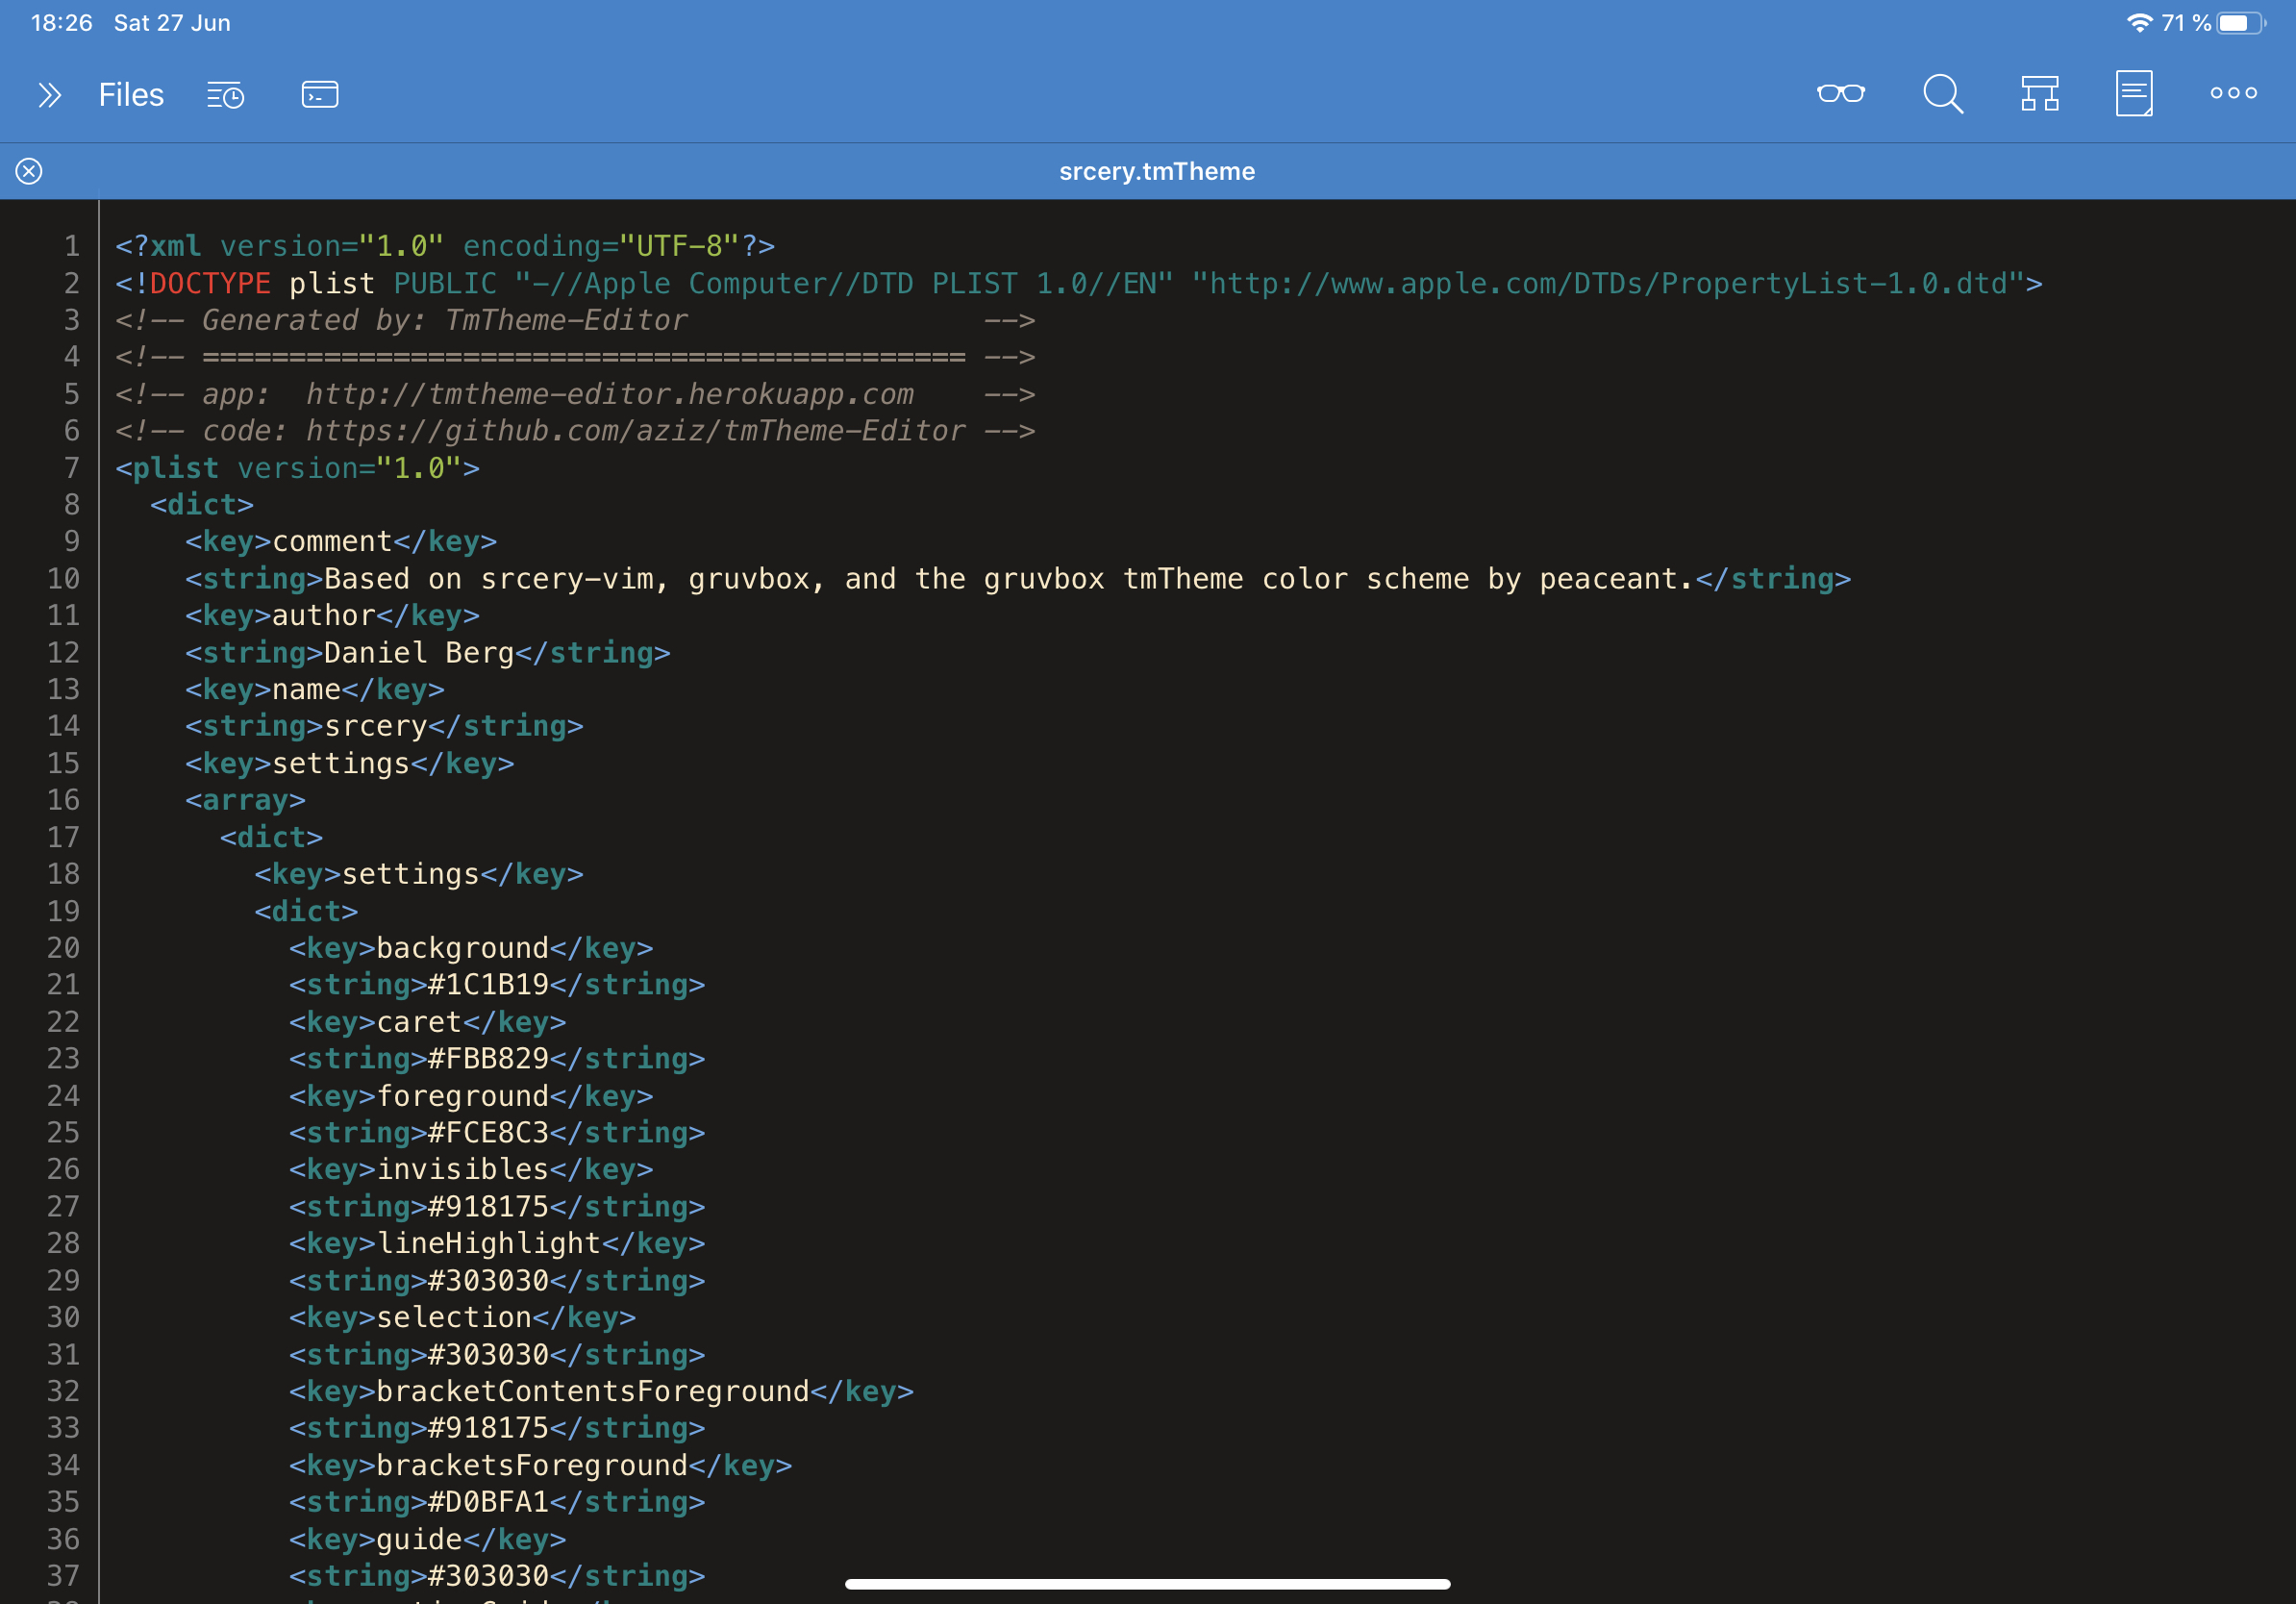 18:26 Sat 27 Jun 71 %
Files
srcery.tmTheme
1 <?xml version="1.0" encoding="UTF-8"?>
2 <!DOCTYPE plist PUBLIC "-//Apple Computer//DTD PLIST 1.0//EN" "http://www.apple.com/DTDs/PropertyList-1.0.dtd">
3 <!-- Generated by: TmTheme-Editor                 -->
4 <!-- ============================================ -->
5 <!-- app:  http://tmtheme-editor.herokuapp.com    -->
6 <!-- code: https://github.com/aziz/tmTheme-Editor -->
7 <plist version="1.0">
8   <dict>
9     <key>comment</key>
10     <string>Based on srcery-vim, gruvbox, and the gruvbox tmTheme color scheme by peaceant.</string>
11     <key>author</key>
12     <string>Daniel Berg</string>
13     <key>name</key>
14     <string>srcery</string>
15     <key>settings</key>
16     <array>
17       <dict>
18         <key>settings</key>
19         <dict>
20           <key>background</key>
21           <string>#1C1B19</string>
22           <key>caret</key>
23           <string>#FBB829</string>
24           <key>foreground</key>
25           <string>#FCE8C3</string>
26           <key>invisibles</key>
27           <string>#918175</string>
28           <key>lineHighlight</key>
29           <string>#303030</string>
30           <key>selection</key>
31           <string>#303030</string>
32           <key>bracketContentsForeground</key>
33           <string>#918175</string>
34           <key>bracketsForeground</key>
35           <string>#D0BFA1</string>
36           <key>guide</key>
37           <string>#303030</string>